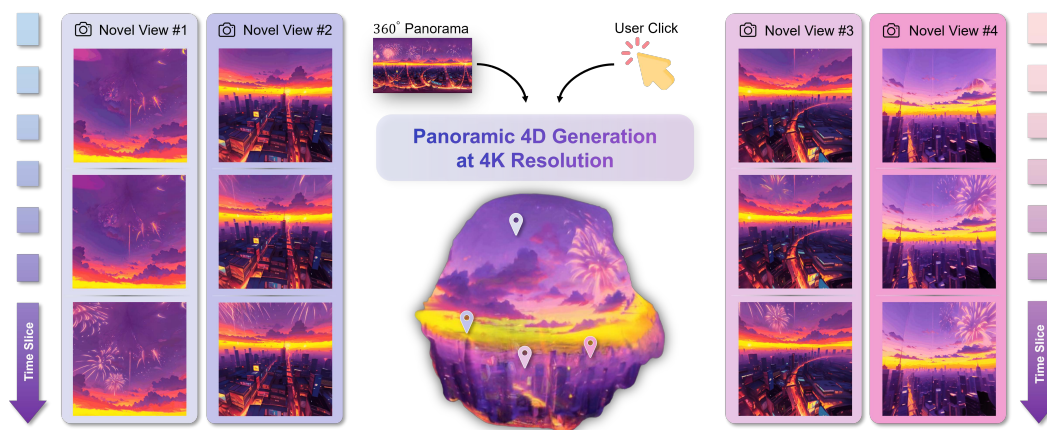 Novel View #1
Novel View #2
360° Panorama
User Click
Novel View #3
Novel View #4
Panoramic 4D Generation
at 4K Resolution
Time Slice
Time Slice